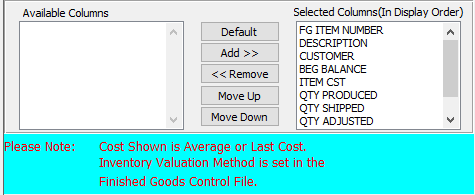 Available Columns
Selected Columns(In Display Order)
Default
Add >>
<< Remove
Move Up
Move Down
FG ITEM NUMBER
DESCRIPTION
CUSTOMER
BEG BALANCE
ITEM CST
QTY PRODUCED
QTY SHIPPED
QTY ADJUSTED
Please Note: Cost Shown is Average or Last Cost.
Inventory Valuation Method is set in the
Finished Goods Control File.